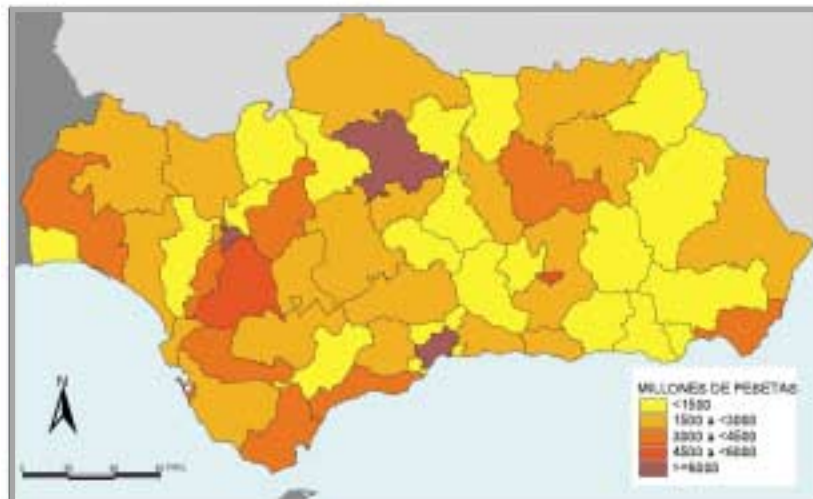 N
MILLONES DE PESETAS
<1500
1500 a <3000
3000 a <4500
4500 a <6000
>=6000